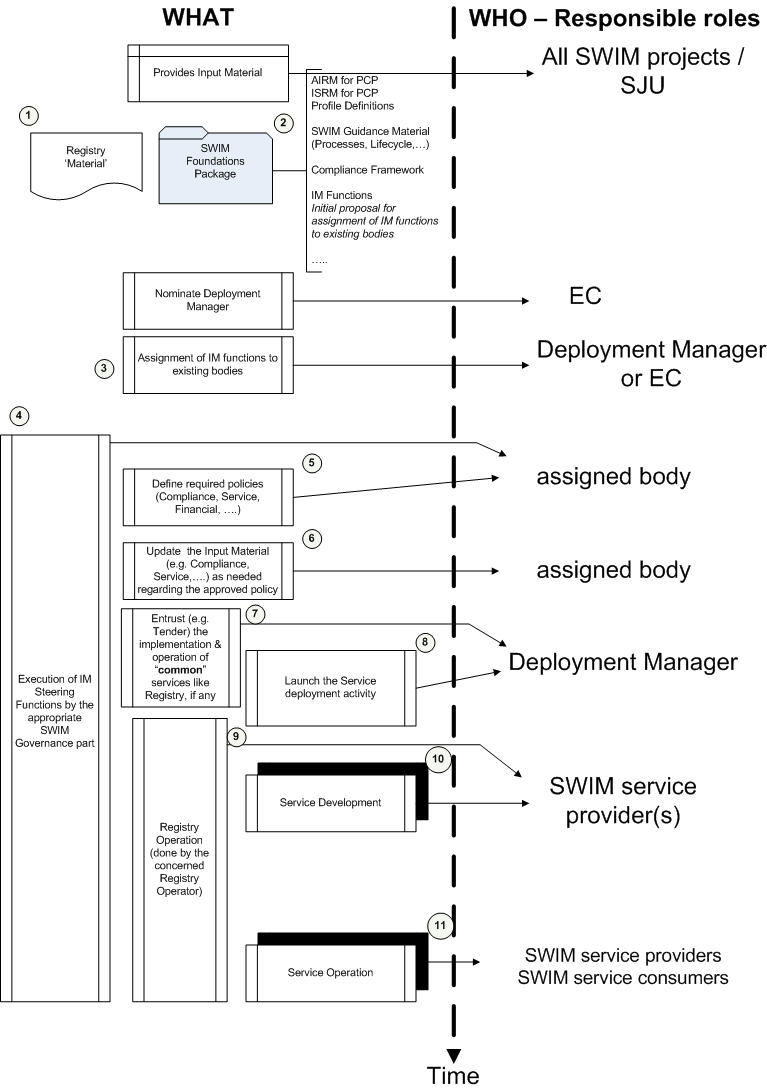 WHAT
WHO – Responsible roles
Provides Input Material
All SWIM projects /
SJU
1
Registry
‘Material’
2
SWIM
Foundations
Package
AIRM for PCP
ISRM for PCP
Profile Definitions
SWIM Guidance Material
(Processes, Lifecycle,…)
Compliance Framework
IM Functions
Initial proposal for
assignment of IM functions
to existing bodies
…..
Nominate Deployment
Manager
EC
3
Assignment of IM functions to
existing bodies
Deployment Manager
or EC
4
Execution of IM
Steering
Functions by the
appropriate
SWIM
Governance part
5
Define required policies
(Compliance, Service,
Financial, ….)
assigned body
6
Update  the Input Material
(e.g. Compliance,
Service,….) as needed
regarding the approved policy
assigned body
7
Entrust (e.g.
Tender) the
implementation &
operation of
“common”
services like
Registry, if any
8
Launch the Service
deployment activity
Deployment Manager
9
Registry
Operation
(done by the
concerned
Registry
Operator)
10
Service Development
SWIM service
provider(s)
11
Service Operation
SWIM service providers
SWIM service consumers
Time